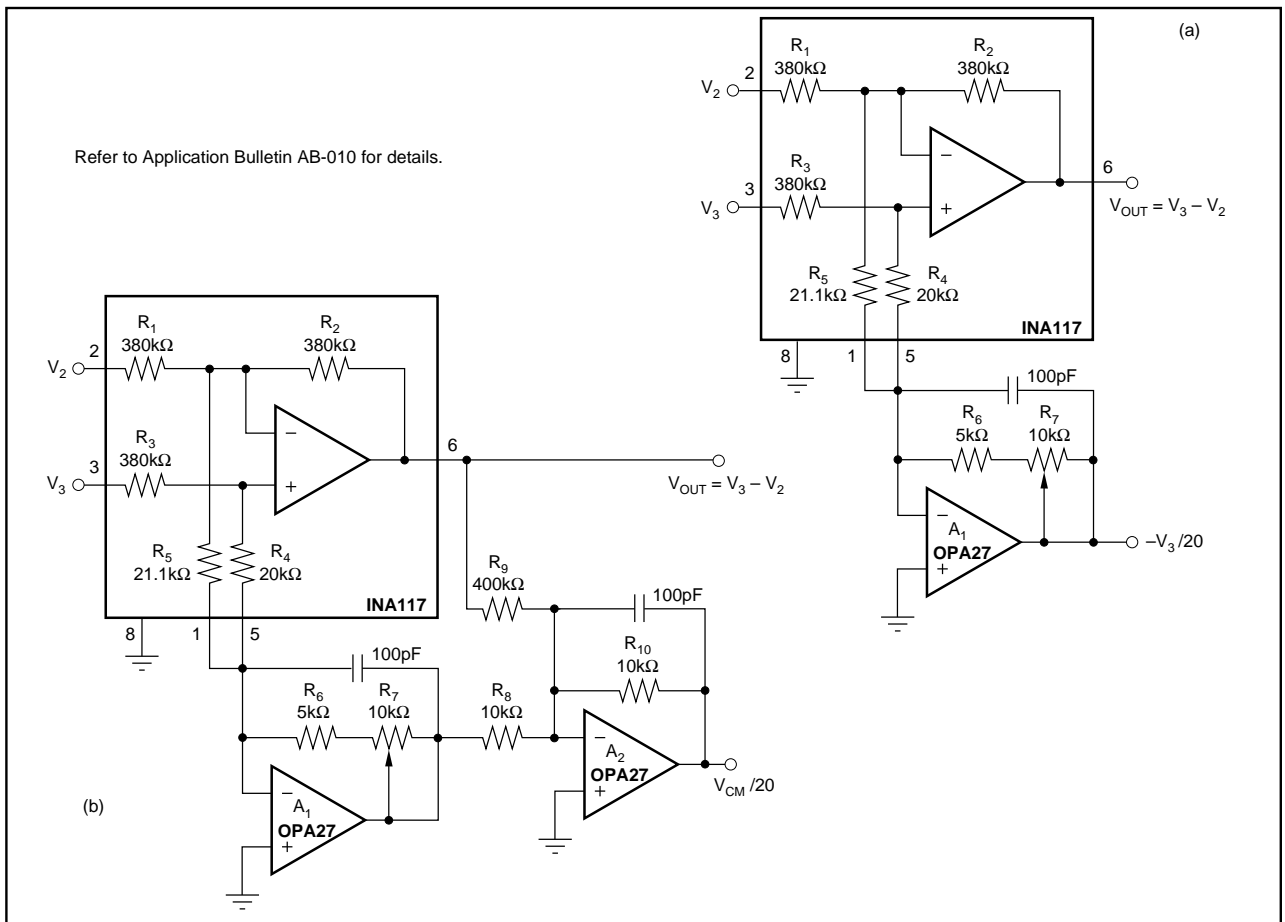 Refer to Application Bulletin AB-010 for details.
(a)
R1
380kΩ
R2
380kΩ
2
V2
R3
380kΩ
3
V3
–
+
6
VOUT = V3 – V2
R5
21.1kΩ
R4
20kΩ
INA117
8
1
5
100pF
R6
5kΩ
R7
10kΩ
–
A1
OPA27
+
–V3 /20
(b)
R1
380kΩ
R2
380kΩ
2
V2
R3
380kΩ
3
V3
–
+
6
VOUT = V3 – V2
R5
21.1kΩ
R4
20kΩ
INA117
8
1
5
100pF
R6
5kΩ
R7
10kΩ
–
A1
OPA27
+
R9
400kΩ
R8
10kΩ
100pF
R10
10kΩ
–
A2
OPA27
+
VCM /20